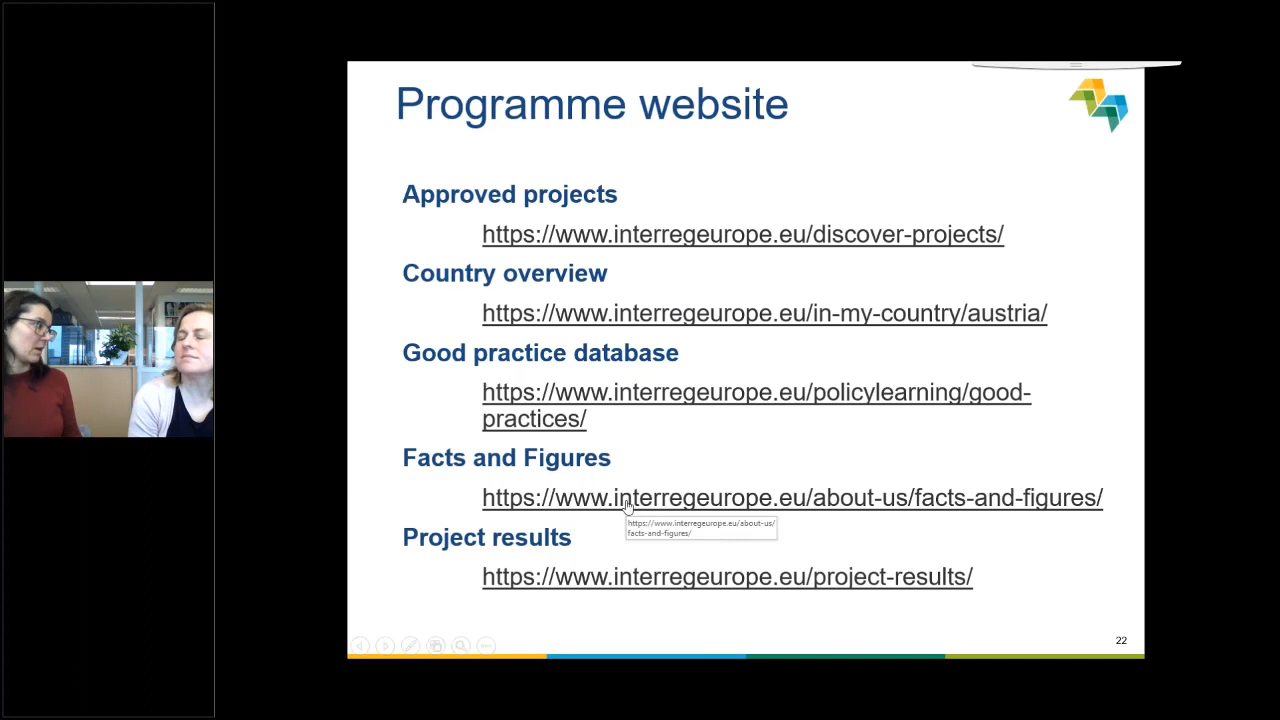 Programme website
Approved projects
https://www.interregeurope.eu/discover-projects/
Country overview
https://www.interregeurope.eu/in-my-country/austria/
Good practice database
https://www.interregeurope.eu/policylearning/good-
practices/
Facts and Figures
https://www.interregeurope.eu/about-us/facts-and-figures/
https://www.interregeurope.eu/about-us/
facts-and-figures/
Project results
https://www.interregeurope.eu/project-results/
22